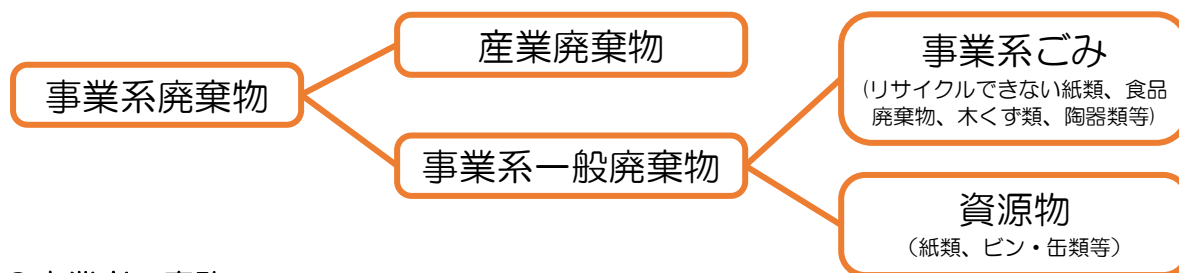 産業廃棄物
事業系廃棄物
事業系一般廃棄物
事業系ごみ
(リサイクルできない紙類、食品
廃棄物、木くず類、陶器類等)
資源物
（紙類、ビン・缶類等）